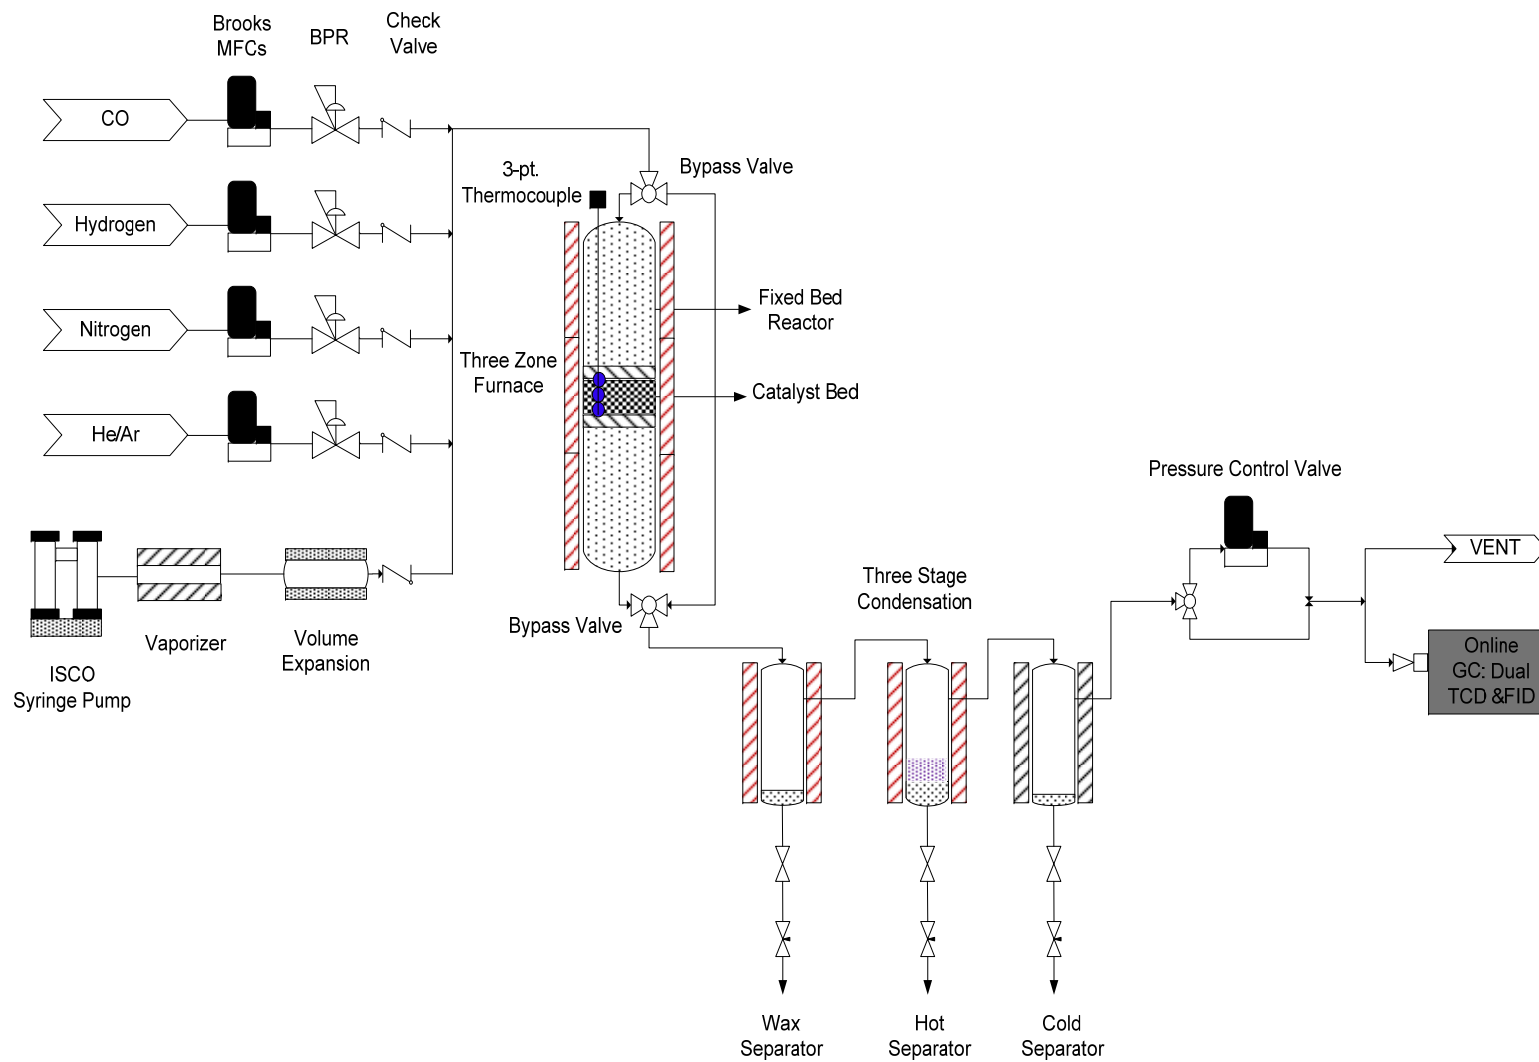 Brooks
MFCs
BPR
Check
Valve
CO
Hydrogen
Nitrogen
He/Ar
3-pt.
Thermocouple
Bypass Valve
Fixed Bed
Reactor
Three Zone
Furnace
Catalyst Bed
Vaporizer
Volume
Expansion
ISCO
Syringe Pump
Bypass Valve
Three Stage
Condensation
Pressure Control Valve
VENT
Online
GC: Dual
TCD &FID
Wax
Separator
Hot
Separator
Cold
Separator